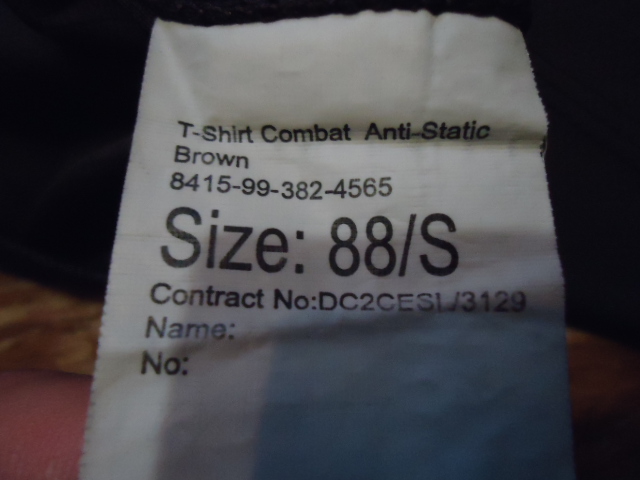 T-Shirt Combat Anti-Static
Brown
8415-99-382-4565
Size: 88/S
Contract No:DC2CESL/3129
Name:
No: